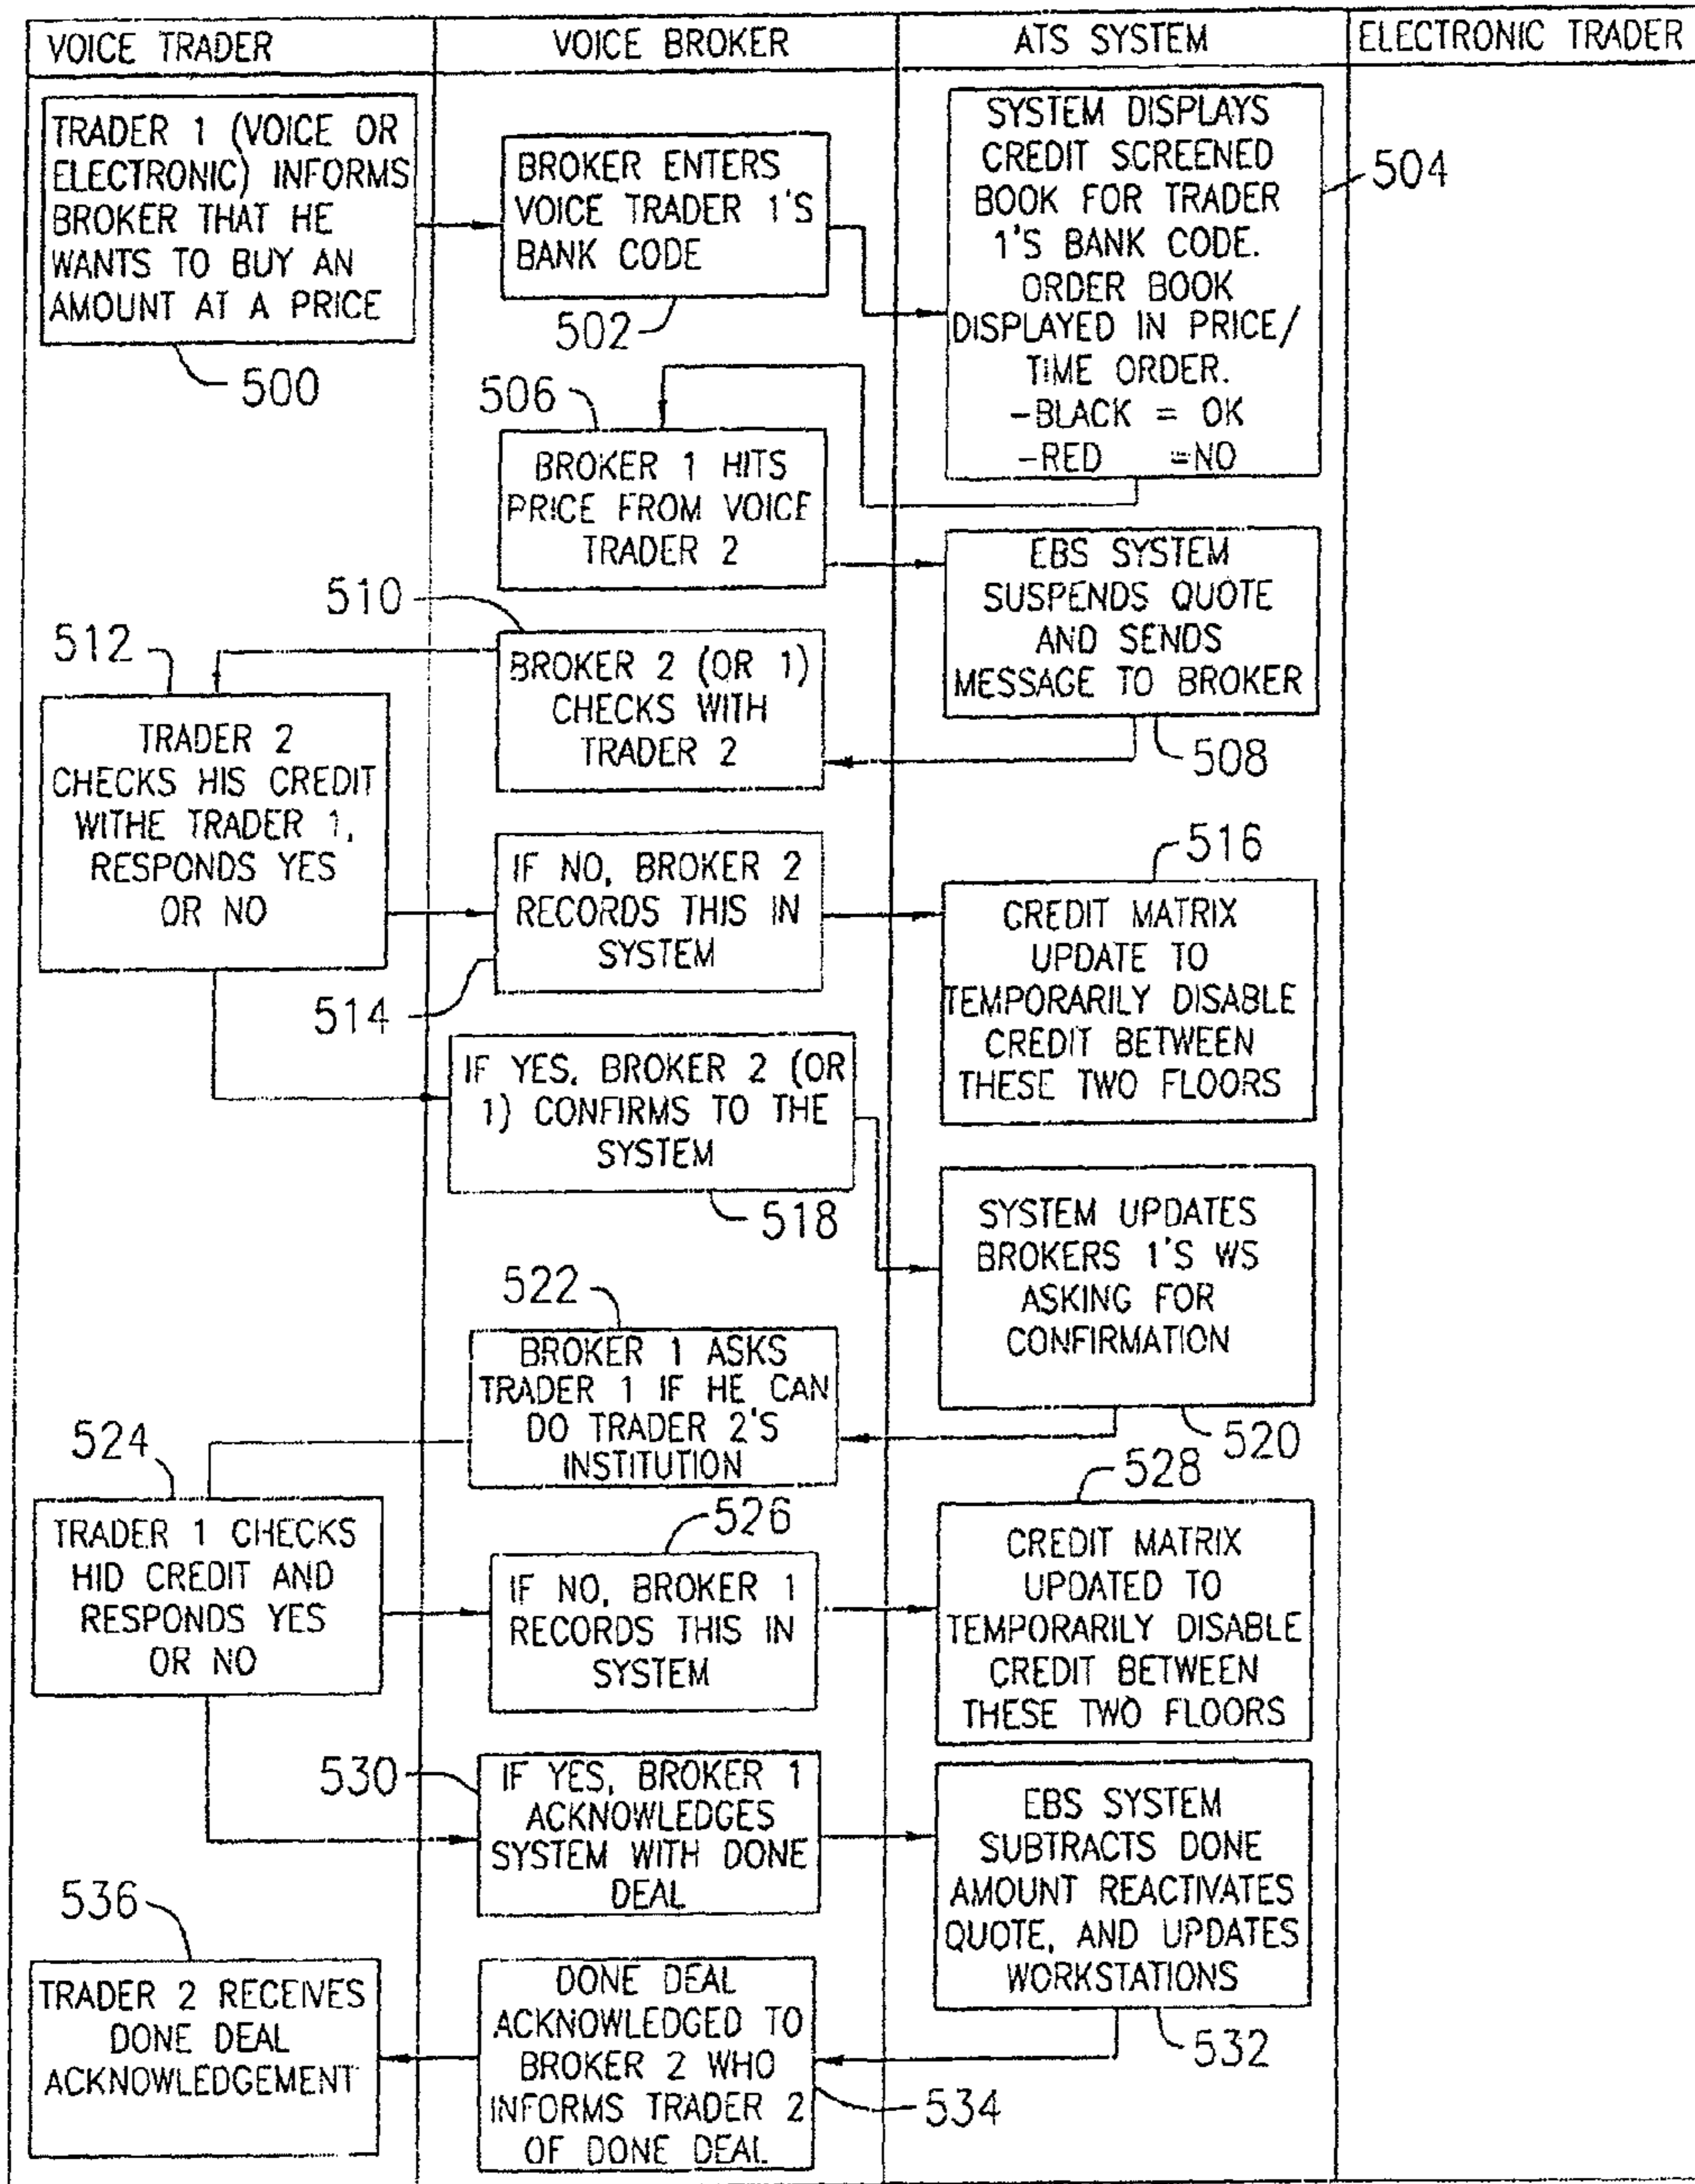 VOICE TRADER
VOICE BROKER
ATS SYSTEM
ELECTRONIC TRADER
TRADER 1 (VOICE OR
ELECTRONIC) INFORMS
BROKER THAT HE
WANTS TO BUY AN
AMOUNT AT A PRICE
500
BROKER ENTERS
VOICE TRADER 1'S
BANK CODE
502
SYSTEM DISPLAYS
CREDIT SCREENED
BOOK FOR TRADER
1'S BANK CODE.
ORDER BOOK
DISPLAYED IN PRICE/
TIME ORDER.
-BLACK = OK
-RED =NO
504
506
BROKER 1 HITS
PRICE FROM VOICE
TRADER 2
EBS SYSTEM
SUSPENDS QUOTE
AND SENDS
MESSAGE TO BROKER
508
510
BROKER 2 (OR 1)
CHECKS WITH
TRADER 2
512
TRADER 2
CHECKS HIS CREDIT
WITHE TRADER 1,
RESPONDS YES
OR NO
IF NO, BROKER 2
RECORDS THIS IN
SYSTEM
514
516
CREDIT MATRIX
UPDATE TO
TEMPORARILY DISABLE
CREDIT BETWEEN
THESE TWO FLOORS
IF YES, BROKER 2 (OR
1) CONFIRMS TO THE
SYSTEM
518
SYSTEM UPDATES
BROKERS 1'S WS
ASKING FOR
CONFIRMATION
520
522
BROKER 1 ASKS
TRADER 1 IF HE CAN
DO TRADER 2'S
INSTITUTION
524
TRADER 1 CHECKS
HID CREDIT AND
RESPONDS YES
OR NO
526
IF NO, BROKER 1
RECORDS THIS IN
SYSTEM
528
CREDIT MATRIX
UPDATED TO
TEMPORARILY DISABLE
CREDIT BETWEEN
THESE TWO FLOORS
530
IF YES, BROKER 1
ACKNOWLEDGES
SYSTEM WITH DONE
DEAL
EBS SYSTEM
SUBTRACTS DONE
AMOUNT REACTIVATES
QUOTE, AND UPDATES
WORKSTATIONS
532
DONE DEAL
ACKNOWLEDGED TO
BROKER 2 WHO
INFORMS TRADER 2
OF DONE DEAL
534
536
TRADER 2 RECEIVES
DONE DEAL
ACKNOWLEDGEMENT